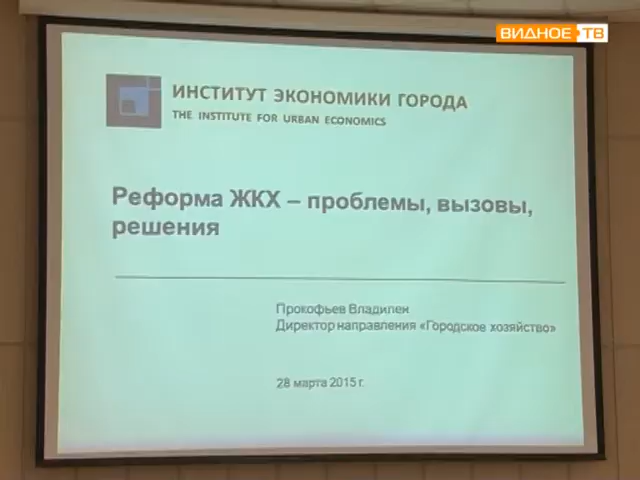 ВИДНОЕ ТВ
ИНСТИТУТ ЭКОНОМИКИ ГОРОДА
THE INSTITUTE FOR URBAN ECONOMICS
Реформа ЖКХ – проблемы, вызовы,
решения
Прокофьев Владилен
Директор направления «Городское хозяйство»
28 марта 2015 г.